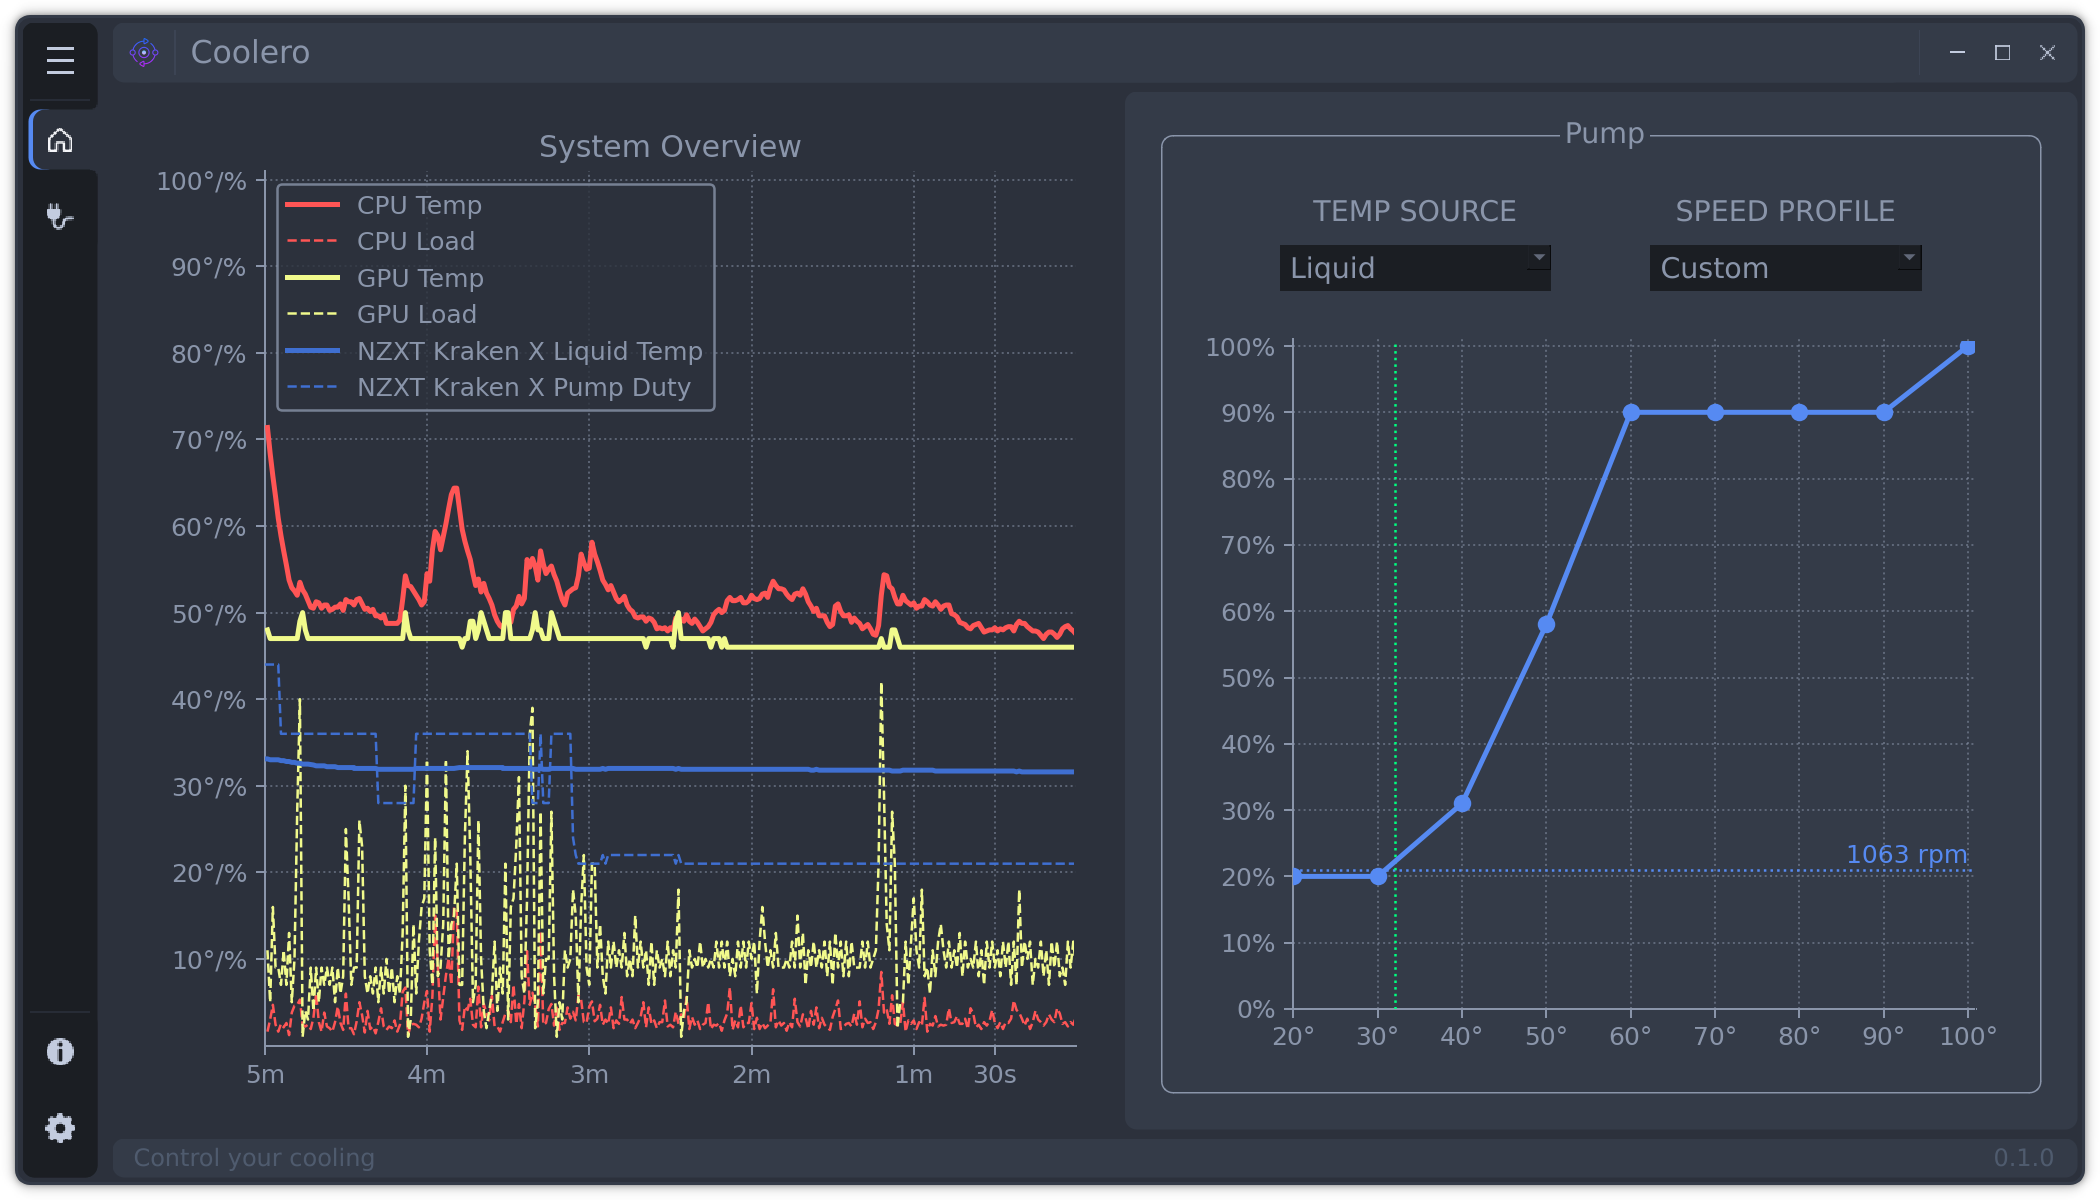 Coolero
System Overview
100°/%
90°/%
80°/%
70°/%
60°/%
50°/%
40°/%
30°/%
20°/%
10°/%
CPU Temp
CPU Load
GPU Temp
GPU Load
NZXT Kraken X Liquid Temp
NZXT Kraken X Pump Duty
5m 4m 3m 2m 1m 30s
Pump
TEMP SOURCE SPEED PROFILE
Liquid Custom
100%
90%
80%
70%
60%
50%
40%
30%
20%
10%
0%
1063 rpm
20° 30° 40° 50° 60° 70° 80° 90° 100°
Control your cooling 0.1.0